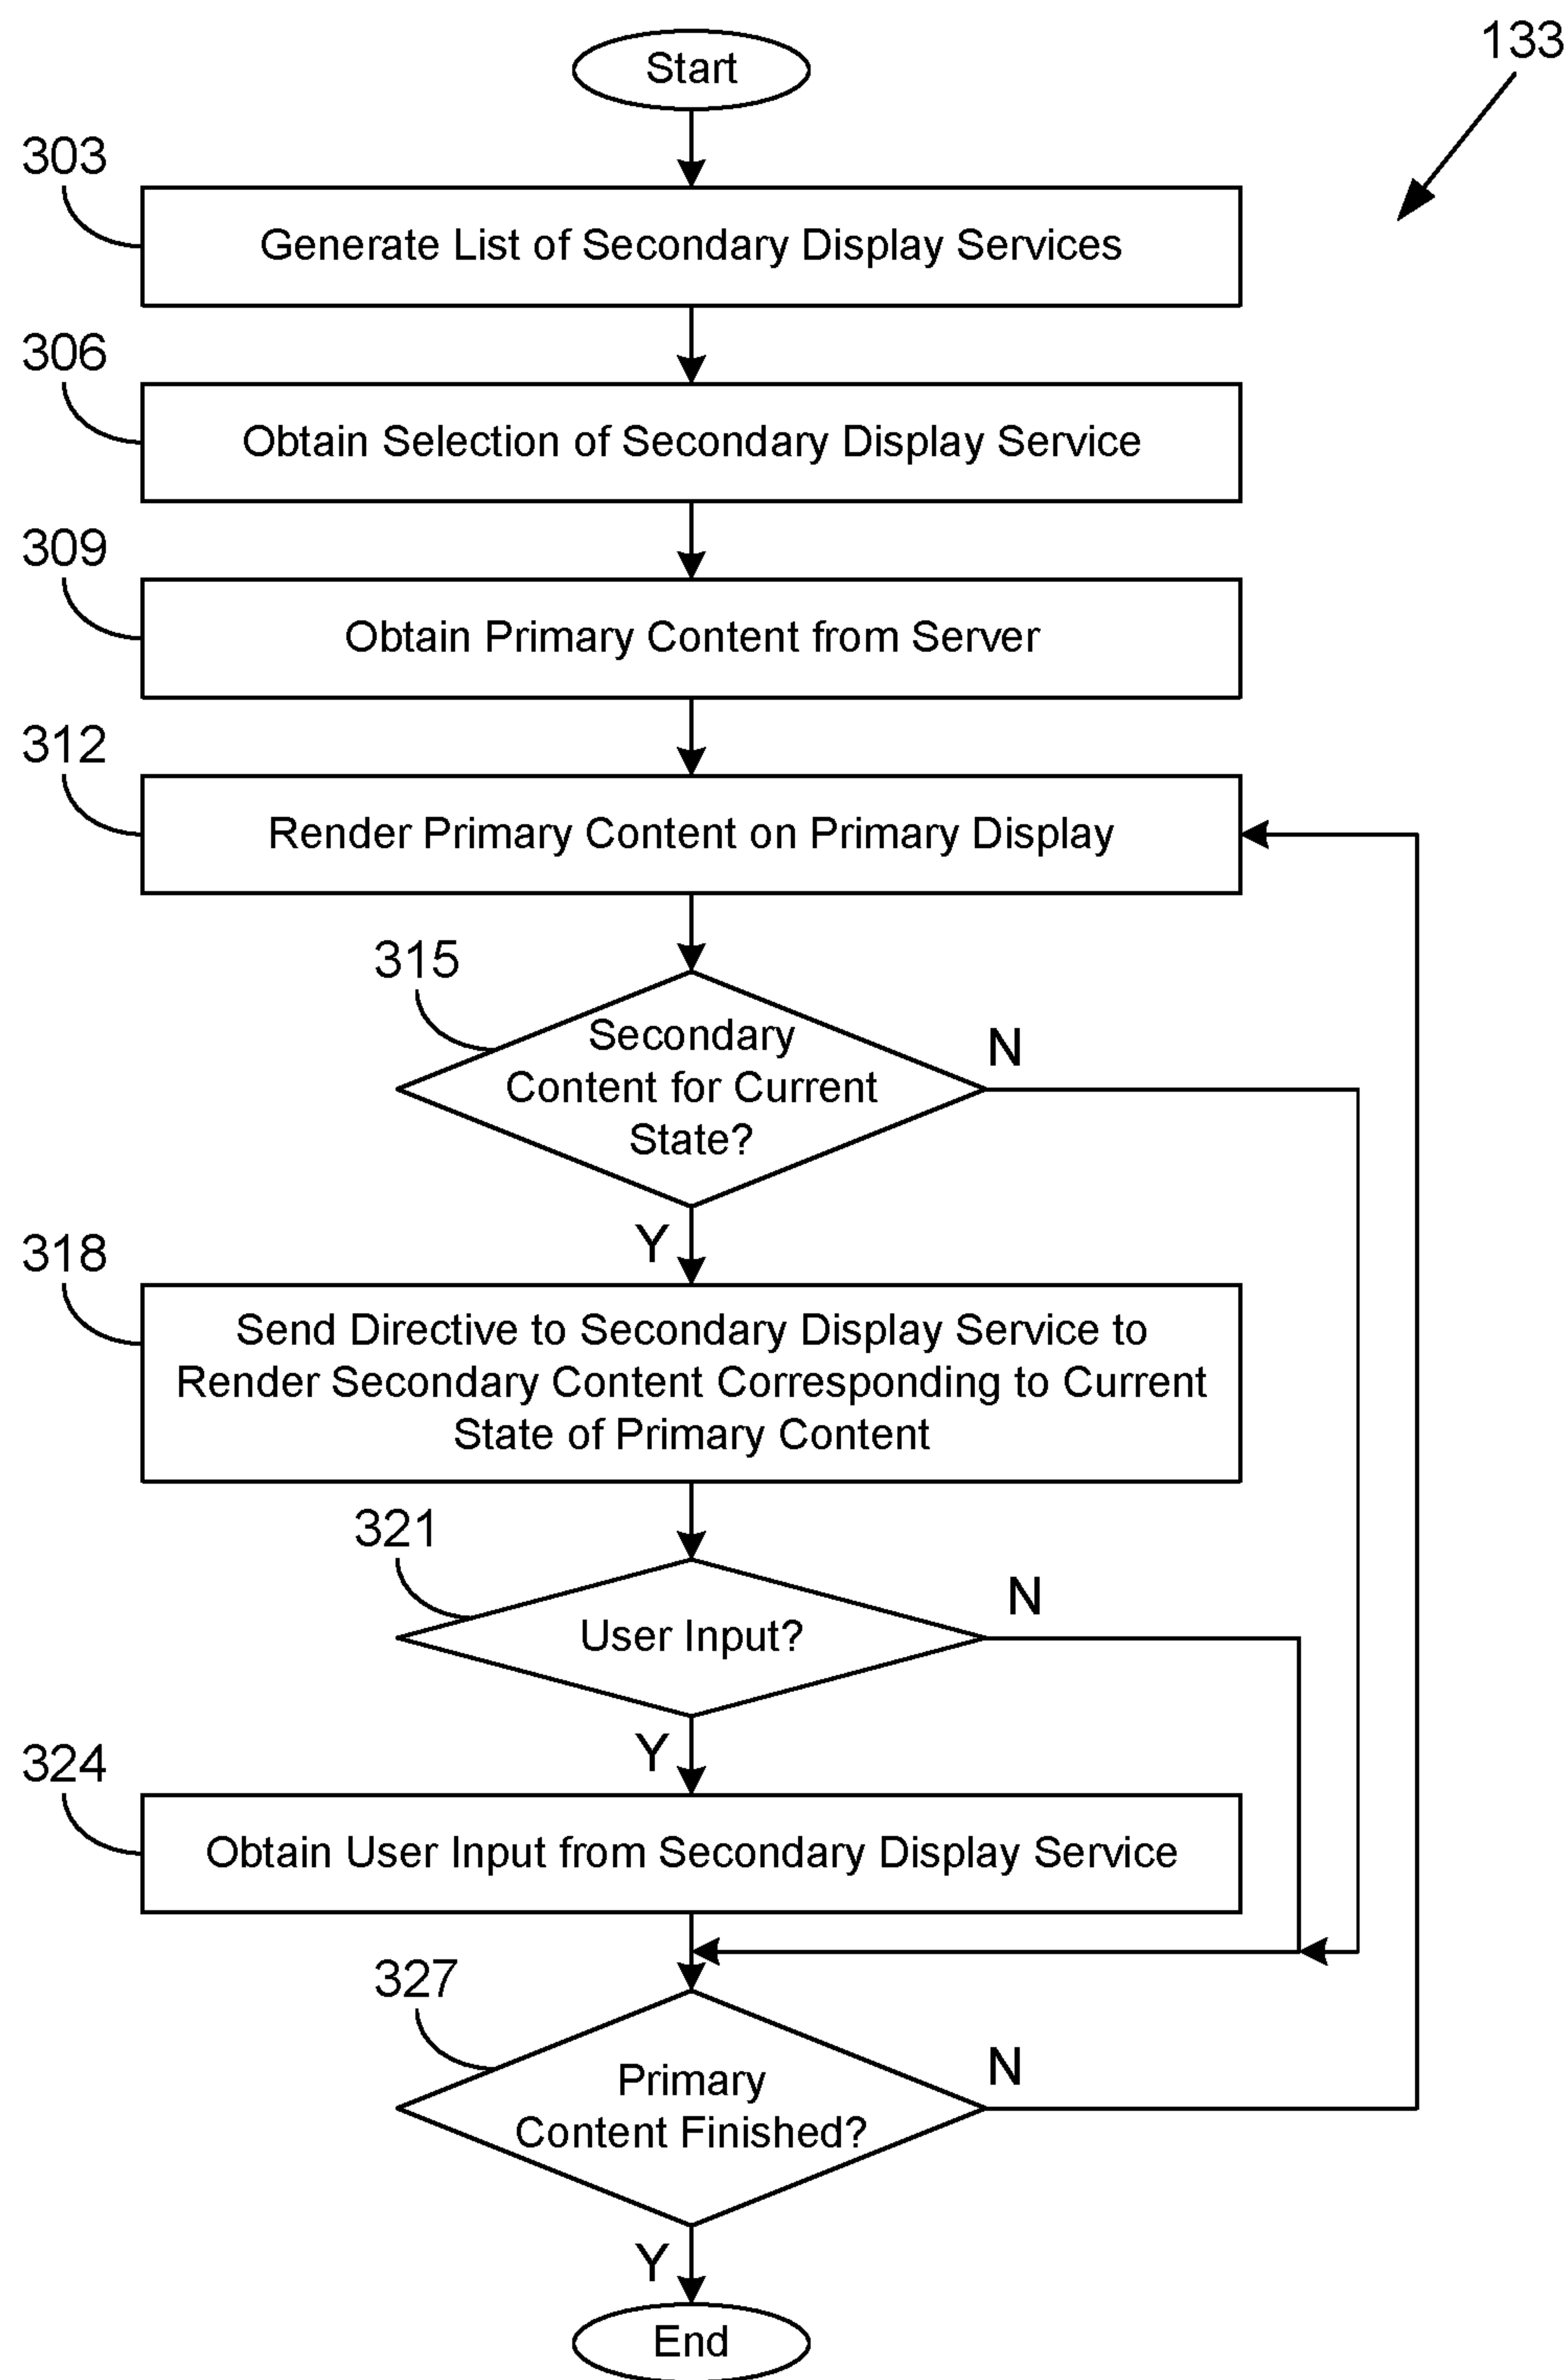 Start
133
303
Generate List of Secondary Display Services
306
Obtain Selection of Secondary Display Service
309
Obtain Primary Content from Server
312
Render Primary Content on Primary Display
315
Secondary
Content for Current
State?
N
Y
318
Send Directive to Secondary Display Service to
Render Secondary Content Corresponding to Current
State of Primary Content
321
User Input?
N
Y
324
Obtain User Input from Secondary Display Service
327
Primary
Content Finished?
N
Y
End